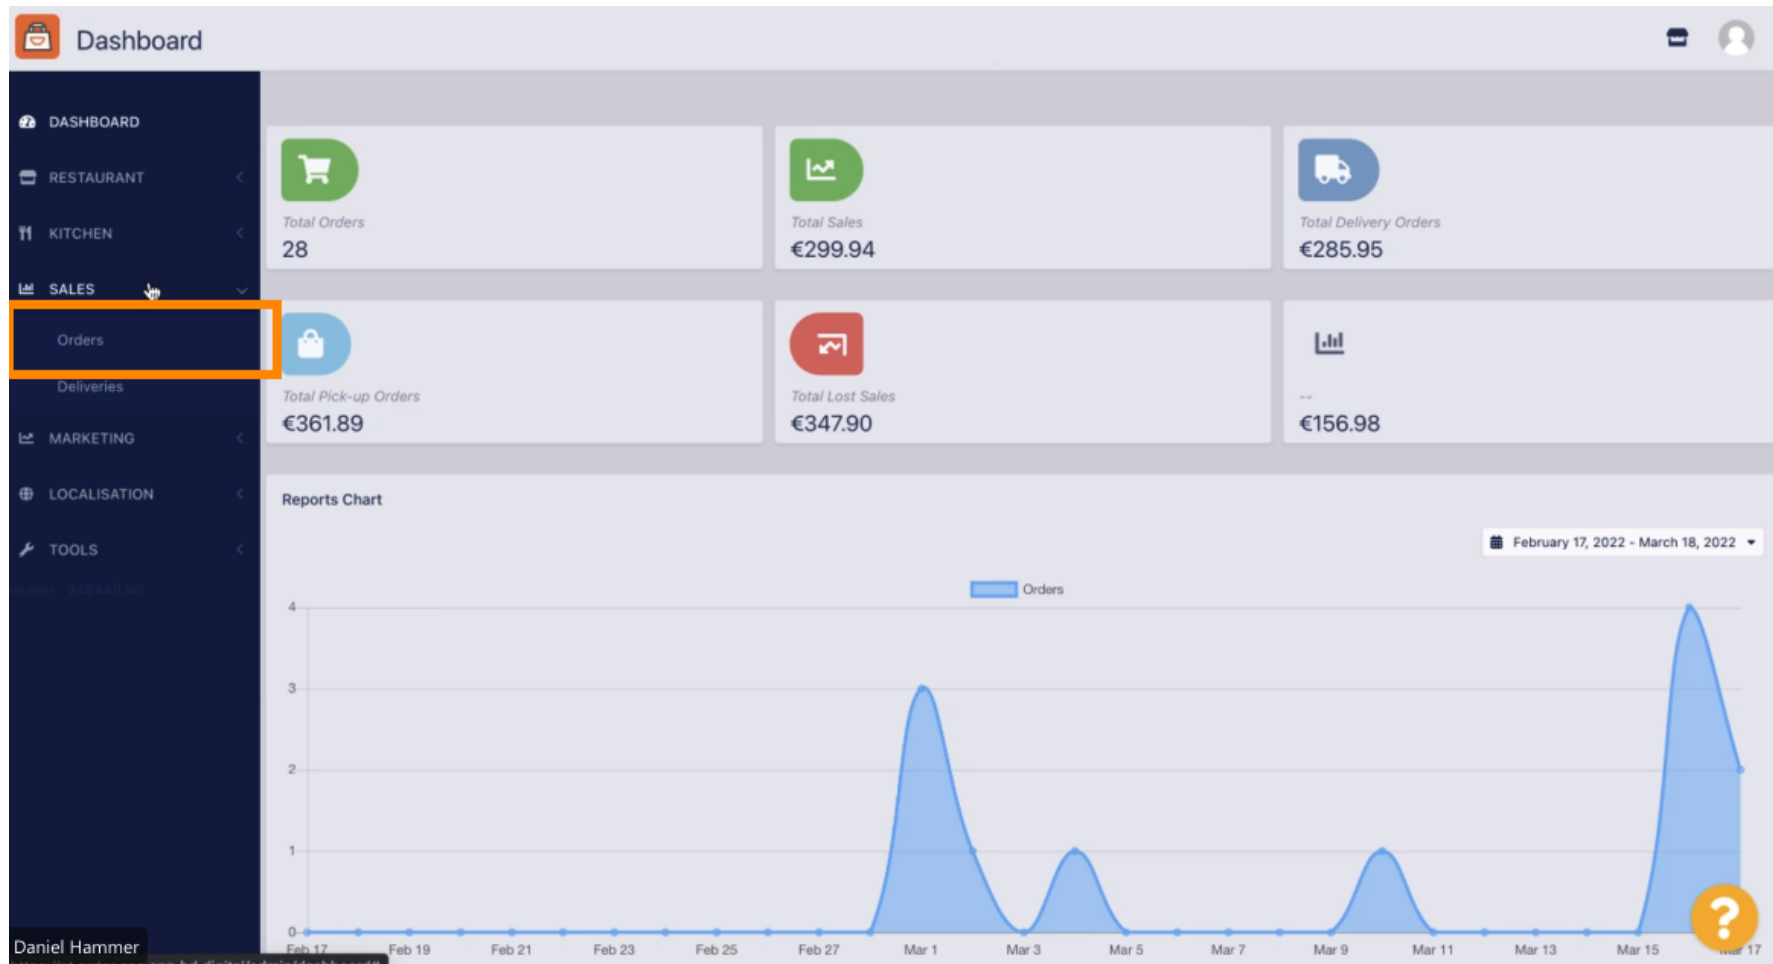 Dashboard
DASHBOARD
RESTAURANT
KITCHEN
SALES
Orders
Deliveries
MARKETING
LOCALISATION
TOOLS
Total Orders
28
Total Sales
€299.94
Total Delivery Orders
€285.95
Total Pick-up Orders
€361.89
Total Lost Sales
€347.90
--
€156.98
Reports Chart
February 17, 2022 - March 18, 2022
Orders
4
3
2
1
0
Feb 17 Feb 19 Feb 21 Feb 23 Feb 25 Feb 27 Mar 1 Mar 3 Mar 5 Mar 7 Mar 9 Mar 11 Mar 13 Mar 15 Mar 17
?
Daniel Hammer